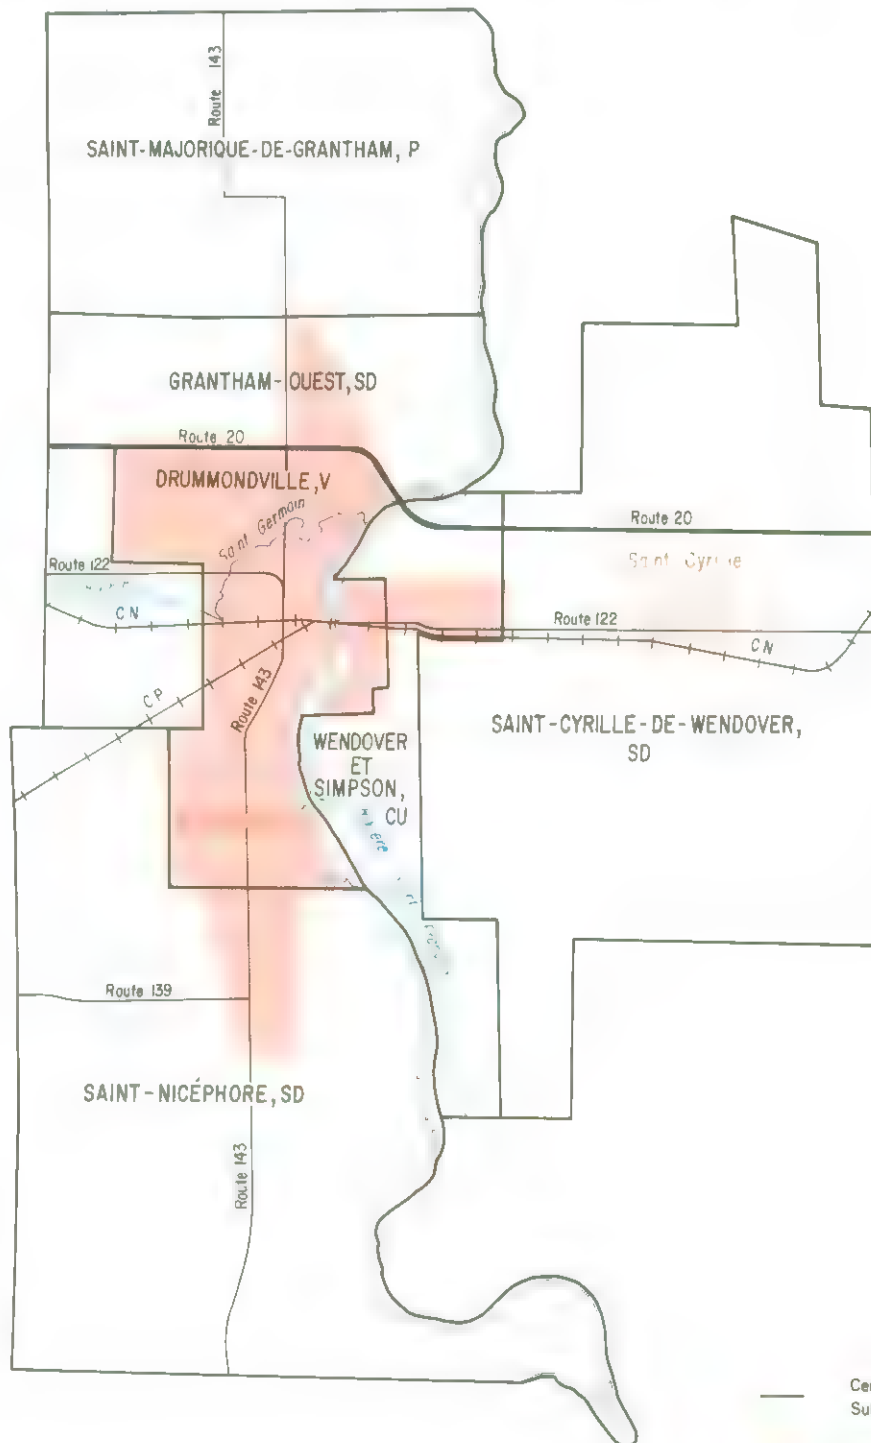 Route 143
SAINT-MAJORIQUE-DE-GRANTHAM, P
GRANTHAM-OUEST, SD
Route 20
DRUMMONDVILLE, V
Saint Germain
Route 20
Saint Cyrille
Route 122
CN
Route 122
CN
CP
Route 143
WENDOVER
ET
SIMPSON,
CU
SAINT-CYRILLE-DE-WENDOVER,
SD
Route 139
SAINT-NICÉPHORE, SD
Route 143